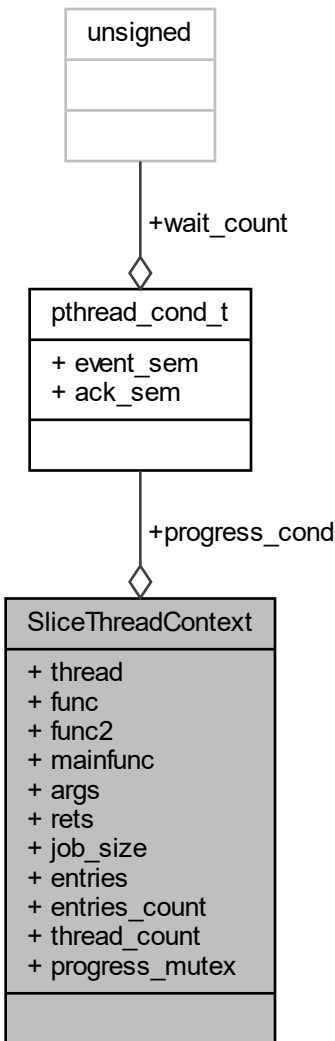 unsigned
+wait_count
pthread_cond_t
+ event_sem
+ ack_sem
+progress_cond
SliceThreadContext
+ thread
+ func
+ func2
+ mainfunc
+ args
+ rets
+ job_size
+ entries
+ entries_count
+ thread_count
+ progress_mutex